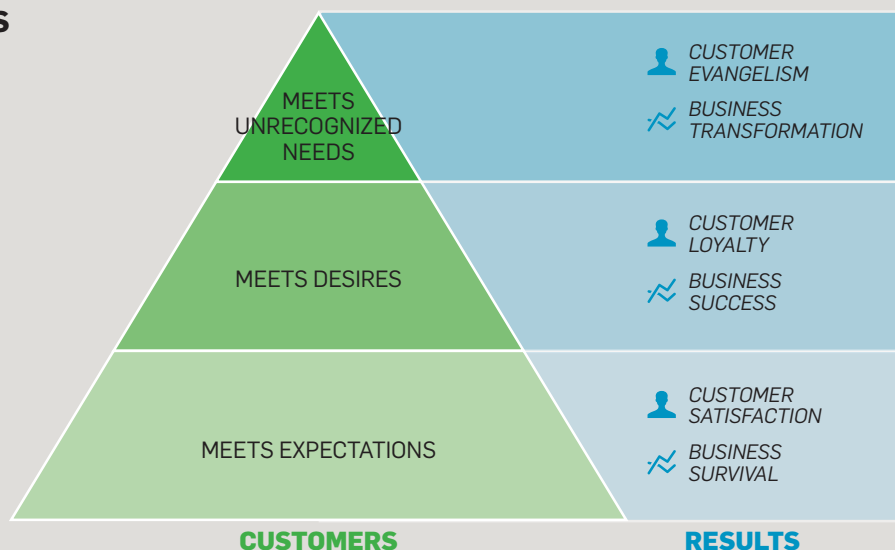 MEETS
UNRECOGNIZED
NEEDS
CUSTOMER
EVANGELISM
BUSINESS
TRANSFORMATION
MEETS DESIRES
CUSTOMER
LOYALTY
BUSINESS
SUCCESS
MEETS EXPECTATIONS
CUSTOMER
SATISFACTION
BUSINESS
SURVIVAL
CUSTOMERS
RESULTS